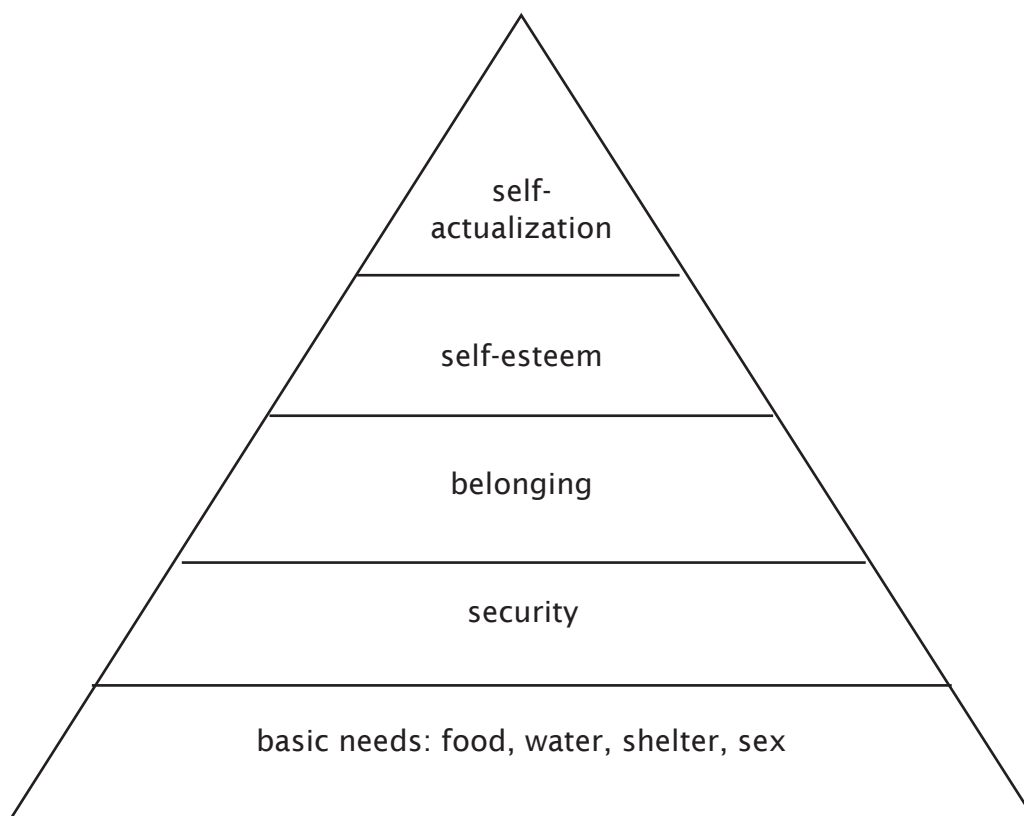 self-
actualization
self-esteem
belonging
security
basic needs: food, water, shelter, sex